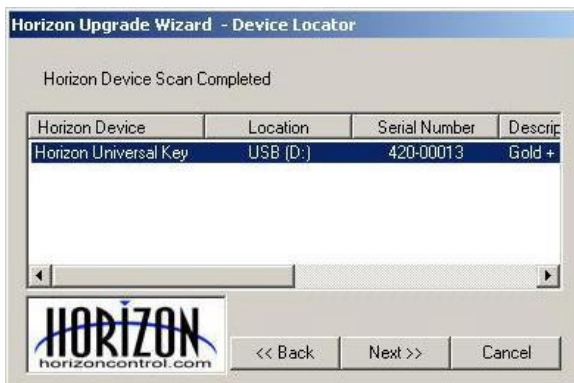 Horizon Upgrade Wizard - Device Locator
Horizon Device Scan Completed
Horizon Device Location Serial Number Descrip
Horizon Universal Key USB (D:) 420-00013 Gold +
HORIZON
horizoncontrol.com
<< Back Next >> Cancel